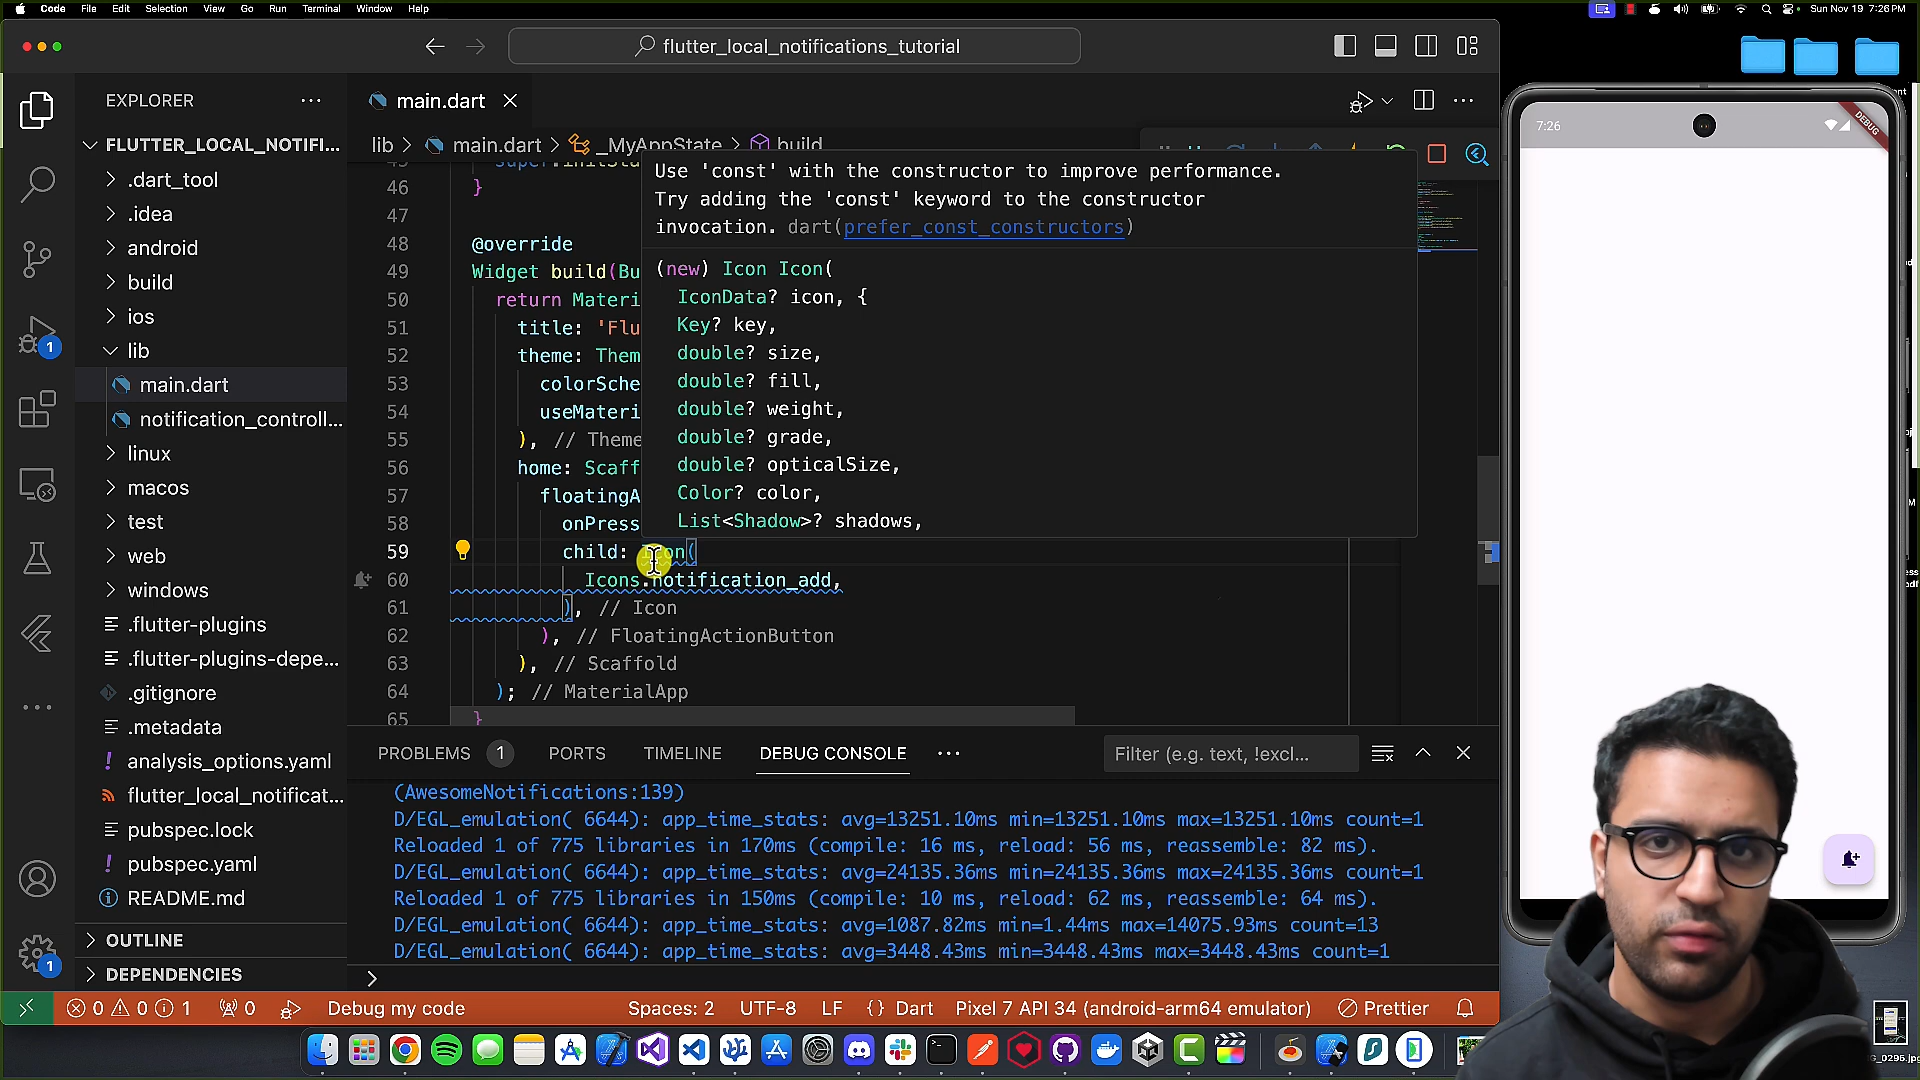 Code File Edit Selection View Go Run Terminal Window Help
Sun Nov 19 7:26 PM
flutter_local_notifications_tutorial
EXPLORER
main.dart
FLUTTER_LOCAL_NOTIFI...
.dart_tool
.idea
android
build
ios
lib
main.dart
notification_controll...
linux
macos
test
web
windows
.flutter-plugins
.flutter-plugins-depe...
.gitignore
.metadata
analysis_options.yaml
flutter_local_notificat...
pubspec.lock
pubspec.yaml
README.md
OUTLINE
DEPENDENCIES
1
1
lib > main.dart > _MyAppState > build
46 }
47
48 @override
49 Widget build(Bu
50 return Materi
51 title: 'Flu
52 theme: Them
53 colorSche
54 useMateri
55 ), // Theme
56 home: Scaff
57 floatingA
58 onPress
59 child: Icon(
60 Icons.notification_add,
61 ), // Icon
62 ), // FloatingActionButton
63 ), // Scaffold
64 ); // MaterialApp
65 }
Use 'const' with the constructor to improve performance.
Try adding the 'const' keyword to the constructor
invocation. dart(prefer_const_constructors)
(new) Icon Icon(
IconData? icon, {
Key? key,
double? size,
double? fill,
double? weight,
double? grade,
double? opticalSize,
Color? color,
List<Shadow>? shadows,
PROBLEMS 1 PORTS TIMELINE DEBUG CONSOLE
Filter (e.g. text, !excl...
(AwesomeNotifications:139)
D/EGL_emulation( 6644): app_time_stats: avg=13251.10ms min=13251.10ms max=13251.10ms count=1
Reloaded 1 of 775 libraries in 170ms (compile: 16 ms, reload: 56 ms, reassemble: 82 ms).
D/EGL_emulation( 6644): app_time_stats: avg=24135.36ms min=24135.36ms max=24135.36ms count=1
Reloaded 1 of 775 libraries in 150ms (compile: 10 ms, reload: 62 ms, reassemble: 64 ms).
D/EGL_emulation( 6644): app_time_stats: avg=1087.82ms min=1.44ms max=14075.93ms count=13
D/EGL_emulation( 6644): app_time_stats: avg=3448.43ms min=3448.43ms max=3448.43ms count=1
>
0 0 1 0 Debug my code Spaces: 2 UTF-8 LF {} Dart Pixel 7 API 34 (android-arm64 emulator) Prettier
7:26
DEBUG